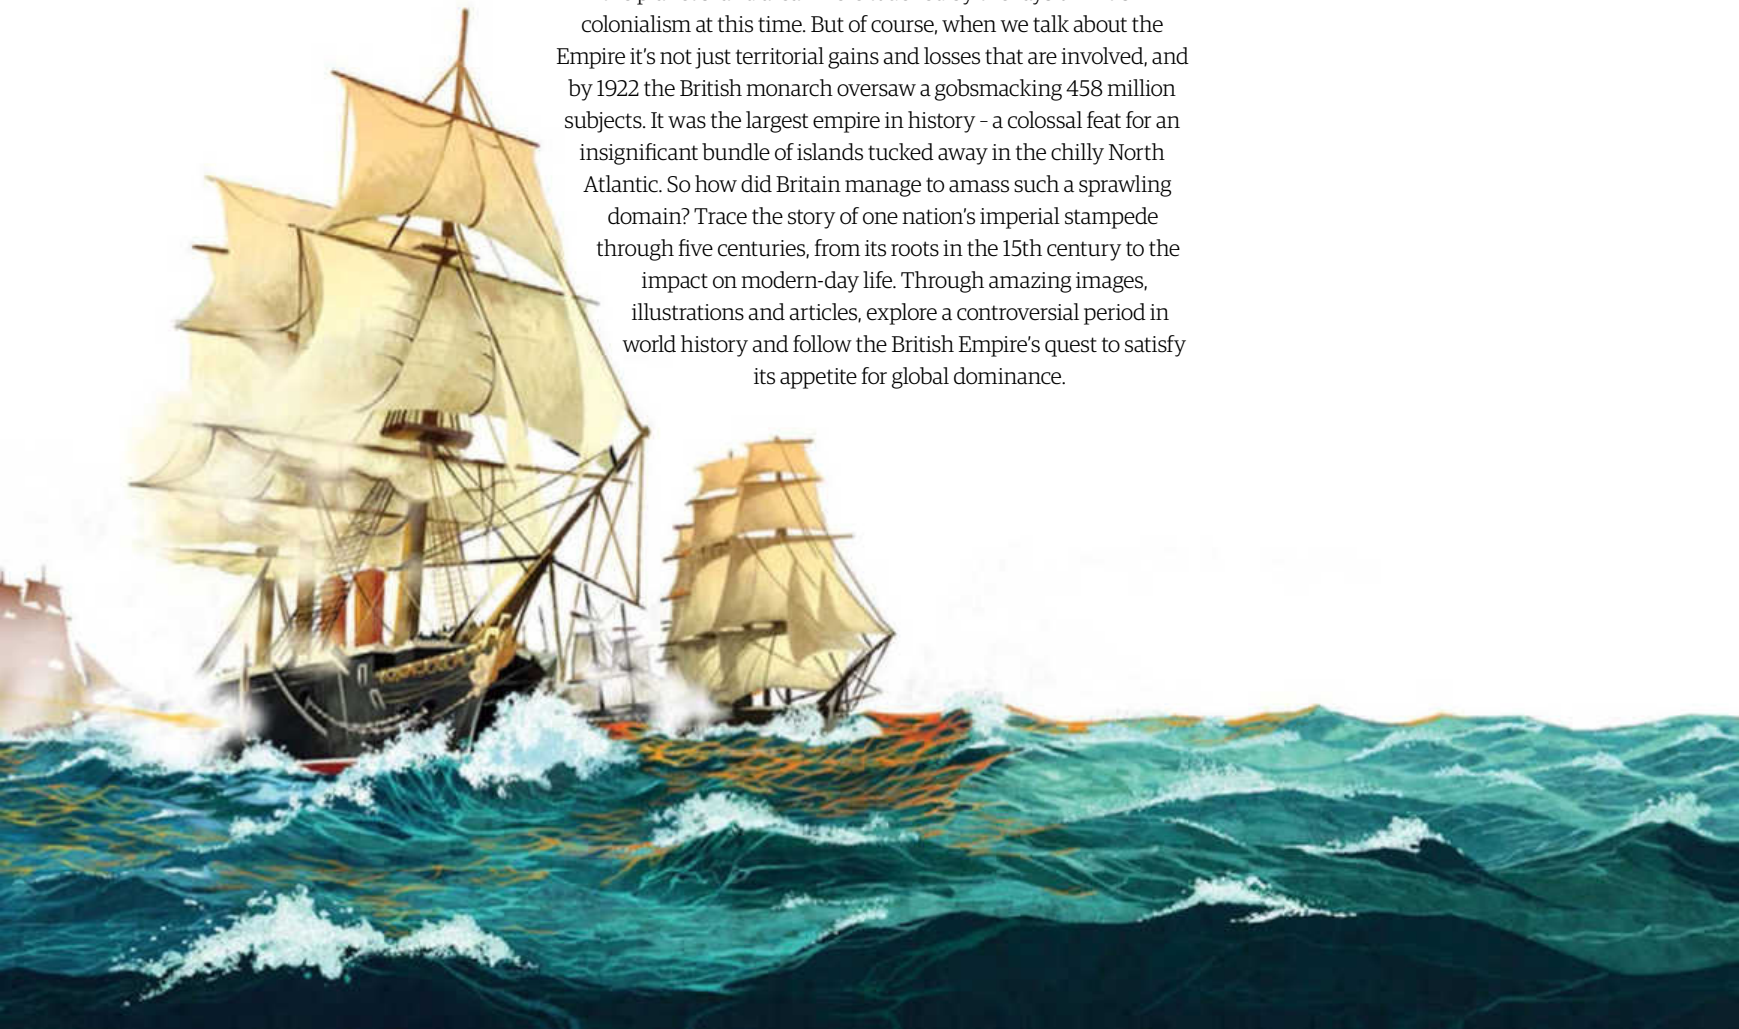 colonialism at this time. But of course, when we talk about the
Empire it’s not just territorial gains and losses that are involved, and
by 1922 the British monarch oversaw a gobsmacking 458 million
subjects. It was the largest empire in history – a colossal feat for an
insignificant bundle of islands tucked away in the chilly North
Atlantic. So how did Britain manage to amass such a sprawling
domain? Trace the story of one nation’s imperial stampede
through five centuries, from its roots in the 15th century to the
impact on modern-day life. Through amazing images,
illustrations and articles, explore a controversial period in
world history and follow the British Empire’s quest to satisfy
its appetite for global dominance.